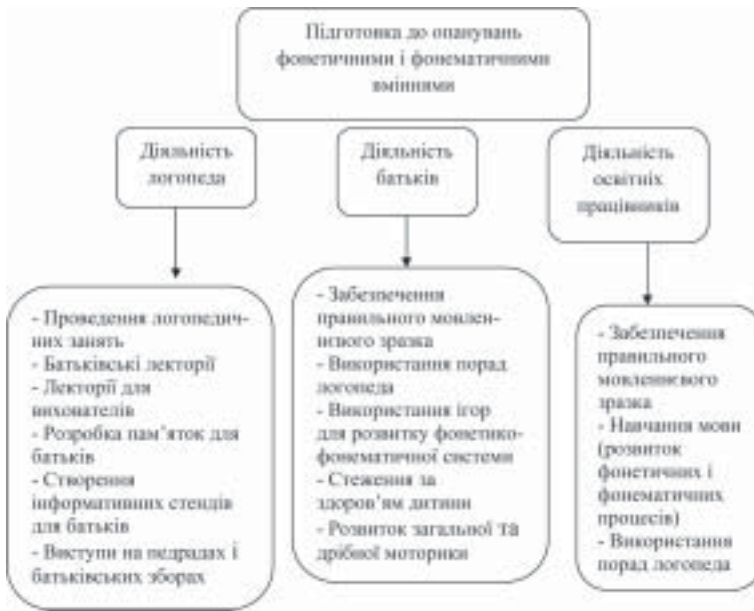 Підготовка до опанувань
фонетичними і фонематичними
вміннями
Діяльність
логопеда
Діяльність
батьків
Діяльність
освітніх
працівників
- Проведення логопедич-
них занять
- Батьківські лекторії
- Лекторії для
вихователів
- Розробка пам’яток для
батьків
- Створення
інформативних стендів
для батьків
- Виступи на педрадах і
батьківських зборах
- Забезпечення
правильного мовлен-
нєвого зразка
- Використання порад
логопеда
- Використання ігор
для розвитку фонетико-
фонематичної системи
- Стеження за
здоров’ям дитини
- Розвиток загальної та
дрібної моторики
- Забезпечення
правильного
мовленнєвого
зразка
- Навчання мови
(розвиток
фонетичних і
фонематичних
процесів)
- Використання
порад логопеда